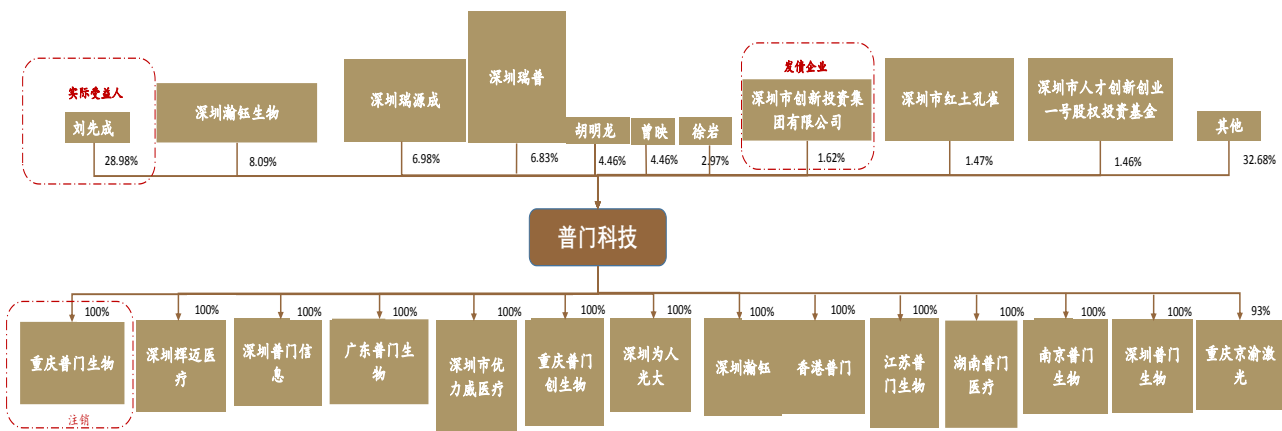 实际受益人
刘先成
28.98%
深圳瀚钰生物
8.09%
深圳瑞源成
6.98%
深圳瑞普
6.83%
胡明龙
4.46%
曾映
4.46%
徐岩
2.97%
发债企业
深圳市创新投资集
团有限公司
1.62%
深圳市红土孔雀
1.47%
深圳市人才创新创业
一号股权投资基金
1.46%
其他
32.68%
普门科技
100%
重庆普门生物
注销
100%
深圳辉迈医
疗
100%
深圳普门信
息
100%
广东普门生
物
100%
深圳市优
力威医疗
100%
重庆普门
创生物
100%
深圳为人
光大
100%
深圳瀚钰
100%
香港普门
100%
江苏普
门生物
100%
湖南普门
医疗
100%
南京普门
生物
100%
深圳普门
生物
93%
重庆京渝激
光